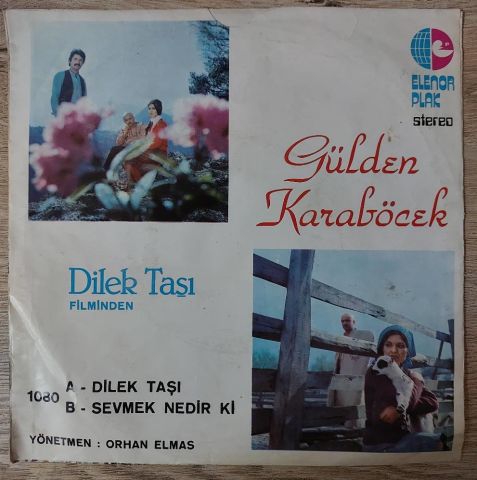 ELENOR
PLAK
stereo
Gülden
Karaböcek
Dilek Taşı
FİLMİNDEN
1080 A - DİLEK TAŞI
B - SEVMEK NEDİR Kİ
YÖNETMEN : ORHAN ELMAS